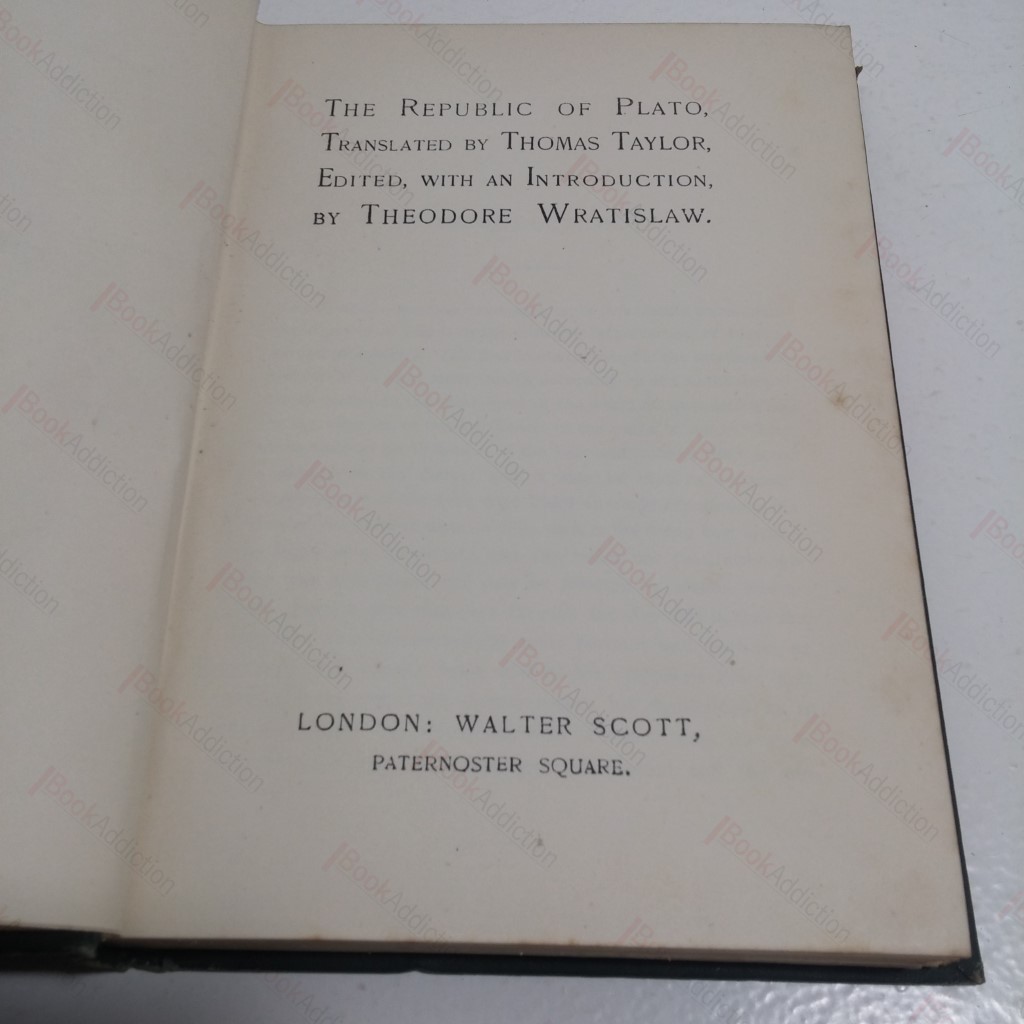 THE REPUBLIC OF PLATO,
TRANSLATED BY THOMAS TAYLOR,
EDITED, WITH AN INTRODUCTION,
BY THEODORE WRATISLAW.
LONDON: WALTER SCOTT,
PATERNOSTER SQUARE.
BookAddiction